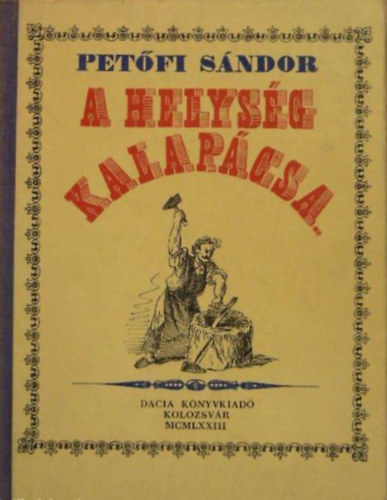 PETŐFI SÁNDOR
A HELYSÉG
KALAPÁCSA.
DACIA KÖNYVKIADÓ
KOLOZSVÁR
MCMLXXIII